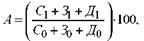 A = ( (С₁ + З₁ + Д₁) / (С₀ + З₀ + Д₀) ) · 100,